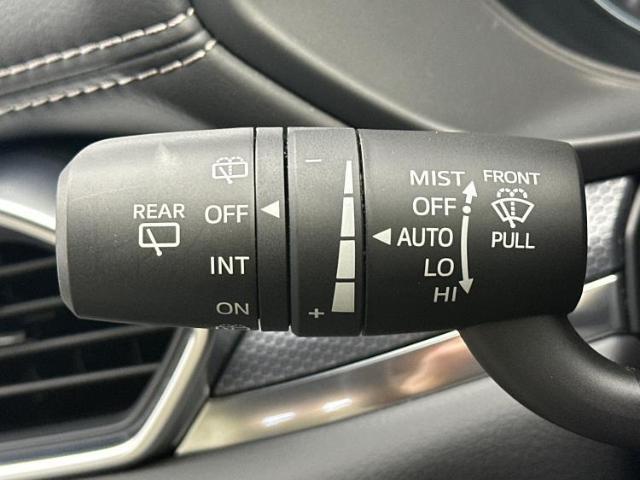 REAR
OFF
INT
ON
−
+
MIST
OFF
AUTO
LO
HI
FRONT
PULL